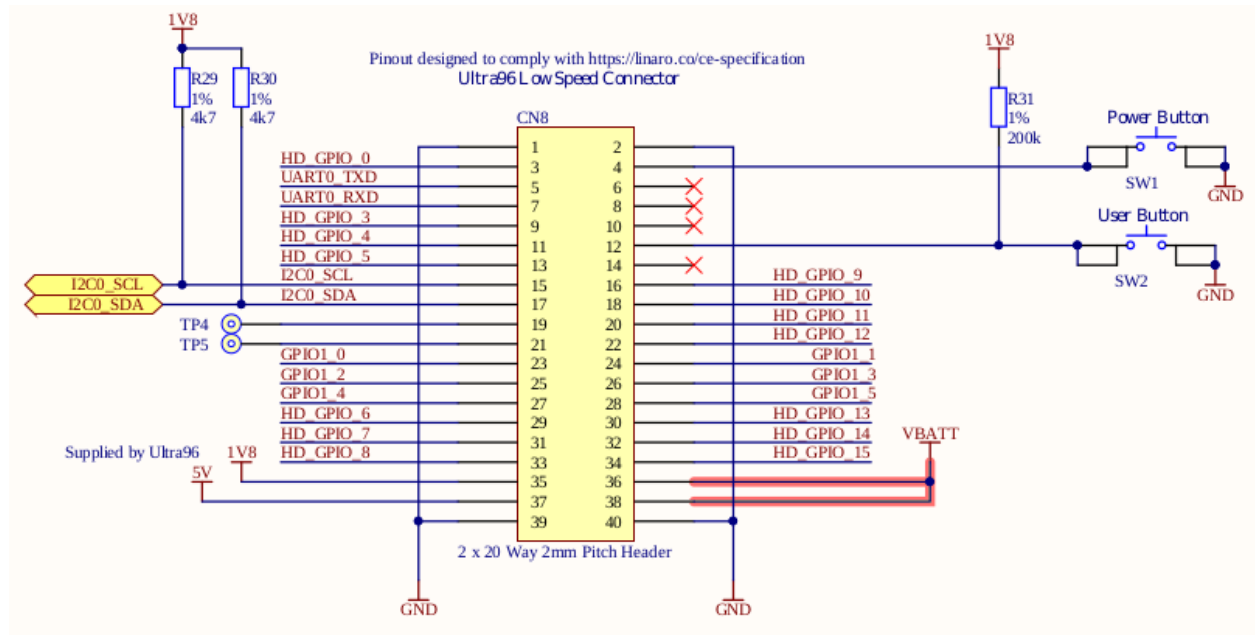 1V8
R29
1%
4k7
R30
1%
4k7
Pinout designed to comply with https://linaro.co/ce-specification
Ultra96 Low Speed Connector
CN8
1V8
R31
1%
200k
Power Button
SW1
GND
User Button
SW2
GND
1 2
HD_GPIO_0 3 4
UART0_TXD 5 6
UART0_RXD 7 8
HD_GPIO_3 9 10
HD_GPIO_4 11 12
HD_GPIO_5 13 14
I2C0_SCL I2C0_SCL 15 16 HD_GPIO_9
I2C0_SDA I2C0_SDA 17 18 HD_GPIO_10
TP4 19 20 HD_GPIO_11
TP5 21 22 HD_GPIO_12
GPIO1_0 23 24 GPIO1_1
GPIO1_2 25 26 GPIO1_3
GPIO1_4 27 28 GPIO1_5
HD_GPIO_6 29 30 HD_GPIO_13
HD_GPIO_7 31 32 HD_GPIO_14
HD_GPIO_8 33 34 HD_GPIO_15
Supplied by Ultra96
1V8 35 36 VBATT
5V 37 38
39 40
2 x 20 Way 2mm Pitch Header
GND GND